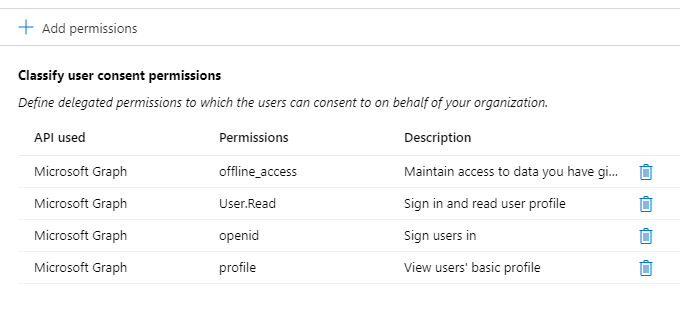 Add permissions
Classify user consent permissions
Define delegated permissions to which the users can consent to on behalf of your organization.
API used Permissions Description
Microsoft Graph offline_access Maintain access to data you have gi...
Microsoft Graph User.Read Sign in and read user profile
Microsoft Graph openid Sign users in
Microsoft Graph profile View users' basic profile